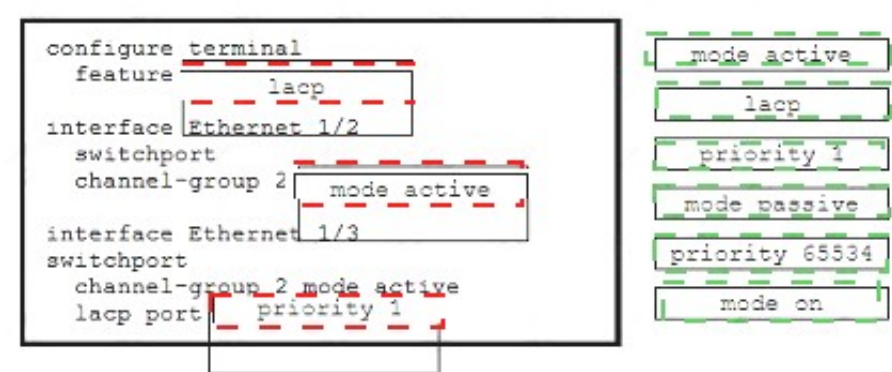 configure terminal
feature lacp
interface Ethernet 1/2
switchport
channel-group 2 mode active
interface Ethernet 1/3
switchport
channel-group 2 mode active
lacp port priority 1
mode active
lacp
priority 1
mode passive
priority 65534
mode on